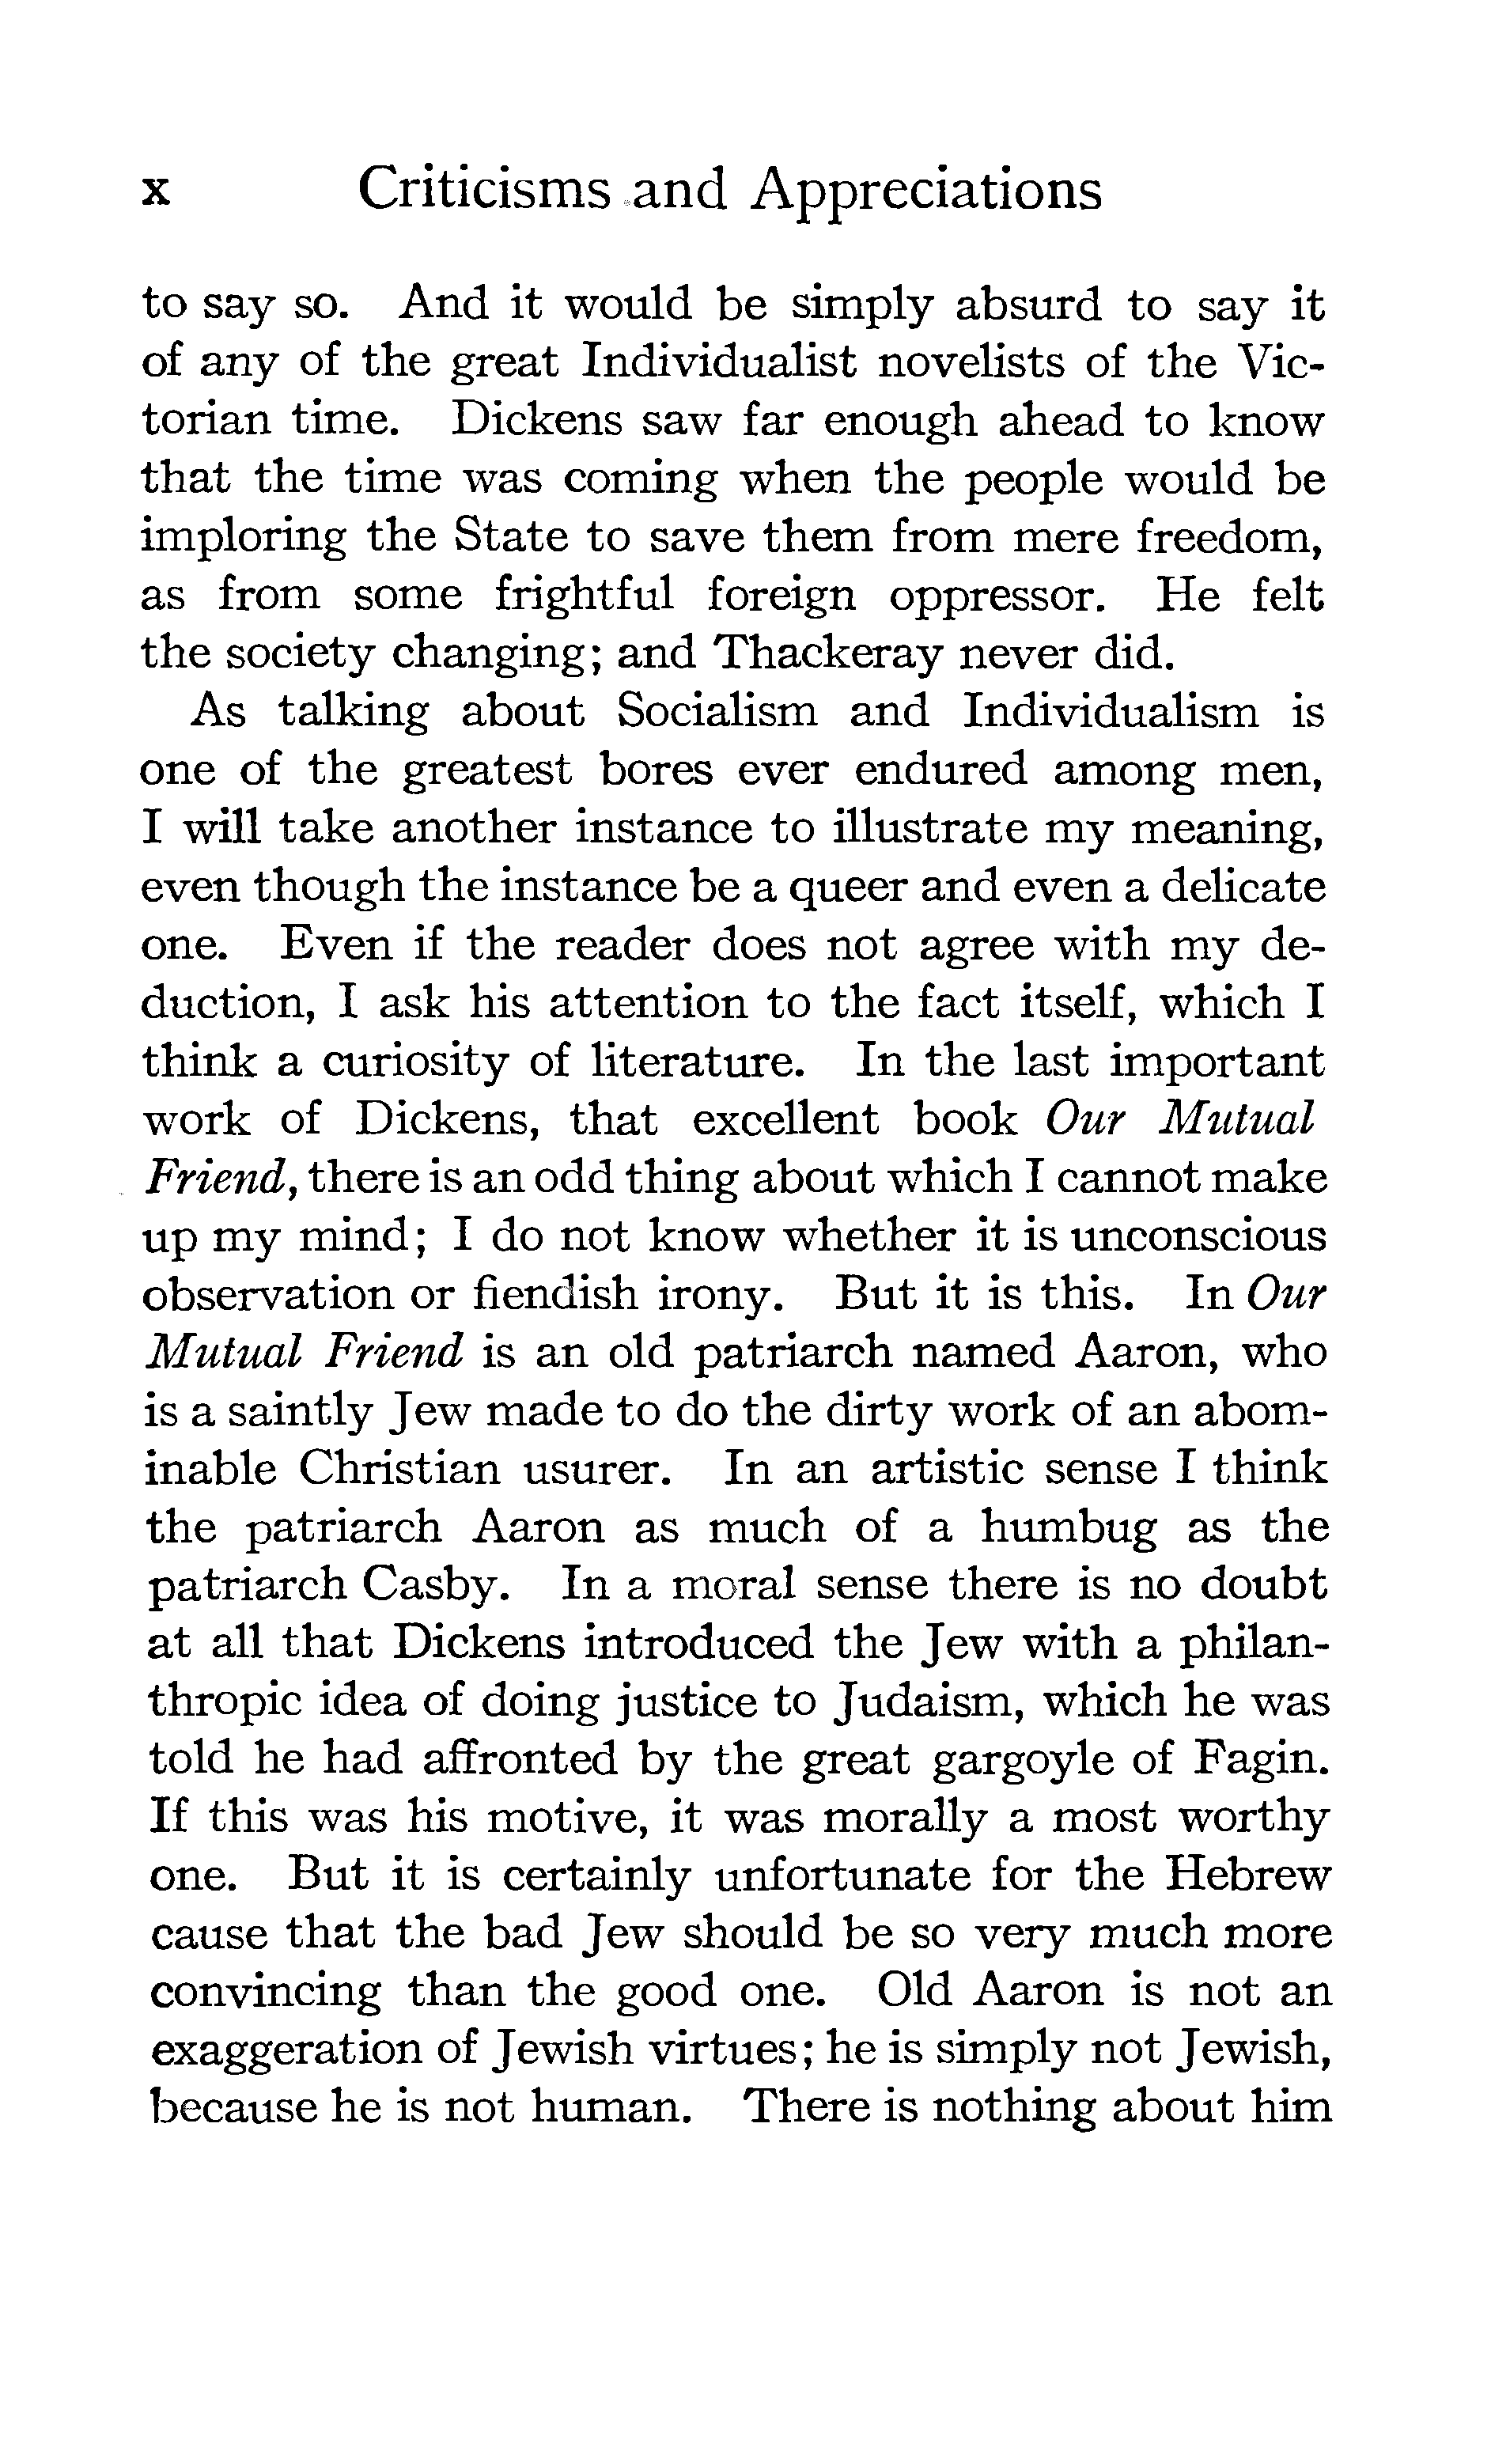 x Criticisms and Appreciations
to say so. And it would be simply absurd to say it
of any of the great Individualist novelists of the Vic-
torian time. Dickens saw far enough ahead to know
that the time was coming when the people would be
imploring the State to save them from mere freedom,
as from some frightful foreign oppressor. He felt
the society changing; and Thackeray never did.
As talking about Socialism and Individualism is
one of the greatest bores ever endured among men,
I will take another instance to illustrate my meaning,
even though the instance be a queer and even a delicate
one. Even if the reader does not agree with my de-
duction, I ask his attention to the fact itself, which I
think a curiosity of literature. In the last important
work of Dickens, that excellent book Our Mutual
Friend, there is an odd thing about which I cannot make
up my mind; I do not know whether it is unconscious
observation or fiendish irony. But it is this. In Our
Mutual Friend is an old patriarch named Aaron, who
is a saintly Jew made to do the dirty work of an abom-
inable Christian usurer. In an artistic sense I think
the patriarch Aaron as much of a humbug as the
patriarch Casby. In a moral sense there is no doubt
at all that Dickens introduced the Jew with a philan-
thropic idea of doing justice to Judaism, which he was
told he had affronted by the great gargoyle of Fagin.
If this was his motive, it was morally a most worthy
one. But it is certainly unfortunate for the Hebrew
cause that the bad Jew should be so very much more
convincing than the good one. Old Aaron is not an
exaggeration of Jewish virtues; he is simply not Jewish,
because he is not human. There is nothing about him